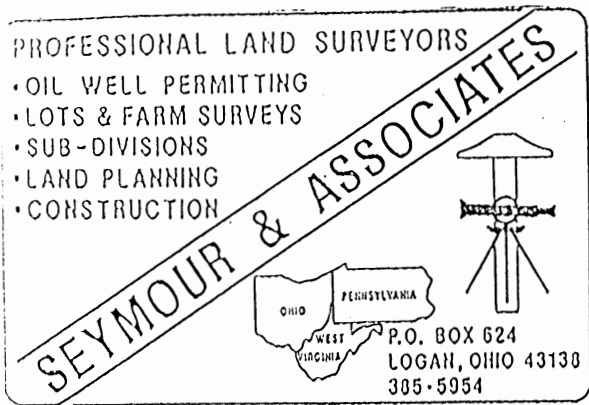 PROFESSIONAL LAND SURVEYORS
• OIL WELL PERMITTING
• LOTS & FARM SURVEYS
• SUB-DIVISIONS
• LAND PLANNING
• CONSTRUCTION
SEYMOUR & ASSOCIATES
OHIO
PENNSYLVANIA
WEST
VIRGINIA
P.O. BOX 624
LOGAN, OHIO 43138
385-5954